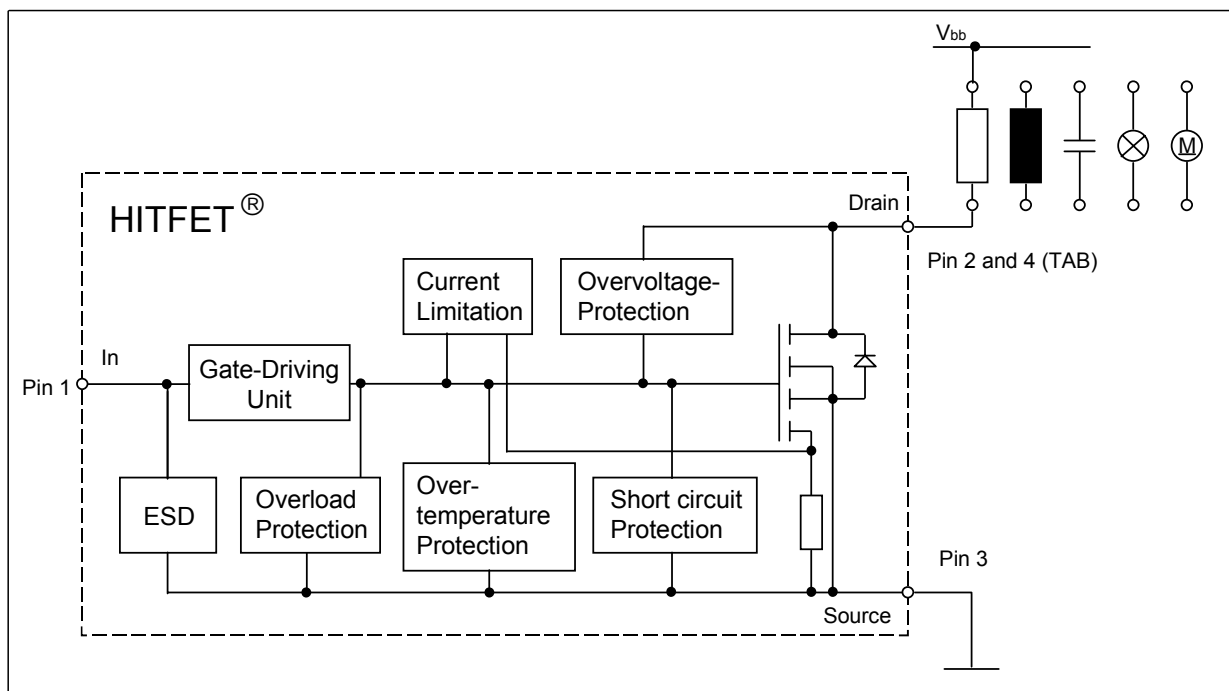 Vbb
M
HITFET ®
Drain
Pin 2 and 4 (TAB)
Current
Limitation
Overvoltage-
Protection
In
Pin 1
Gate-Driving
Unit
ESD
Overload
Protection
Over-
temperature
Protection
Short circuit
Protection
Pin 3
Source